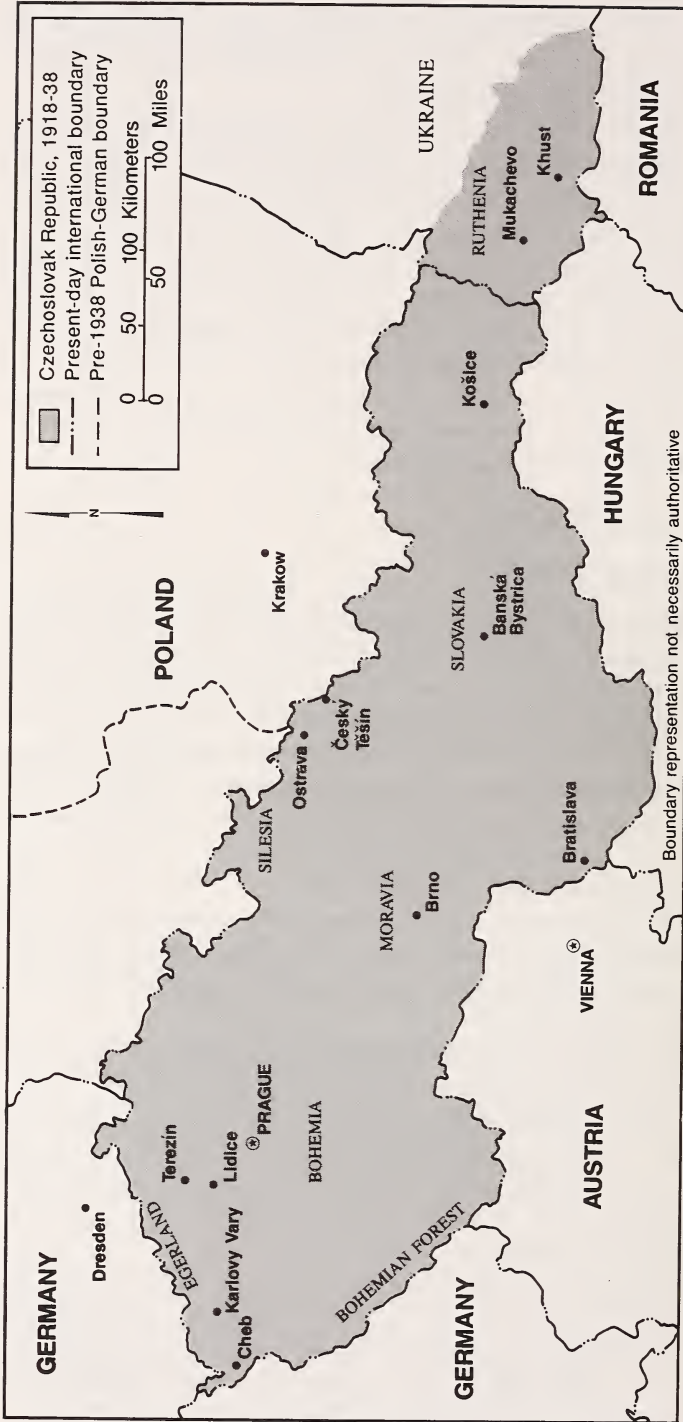 Czechoslovak Republic, 1918-38
Present-day international boundary
Pre-1938 Polish-German boundary
0 50 100 Kilometers
0 50 100 Miles
N
GERMANY
Dresden
POLAND
Krakow
UKRAINE
EGERLAND
Terezín
Lidice
PRAGUE
Karlovy Vary
Cheb
BOHEMIA
BOHEMIAN FOREST
SILESIA
Ostrava
Český
Těšín
MORAVIA
Brno
SLOVAKIA
Banská
Bystrica
Košice
RUTHENIA
Mukachevo
Khust
GERMANY
AUSTRIA
VIENNA
Bratislava
HUNGARY
ROMANIA
Boundary representation not necessarily authoritative